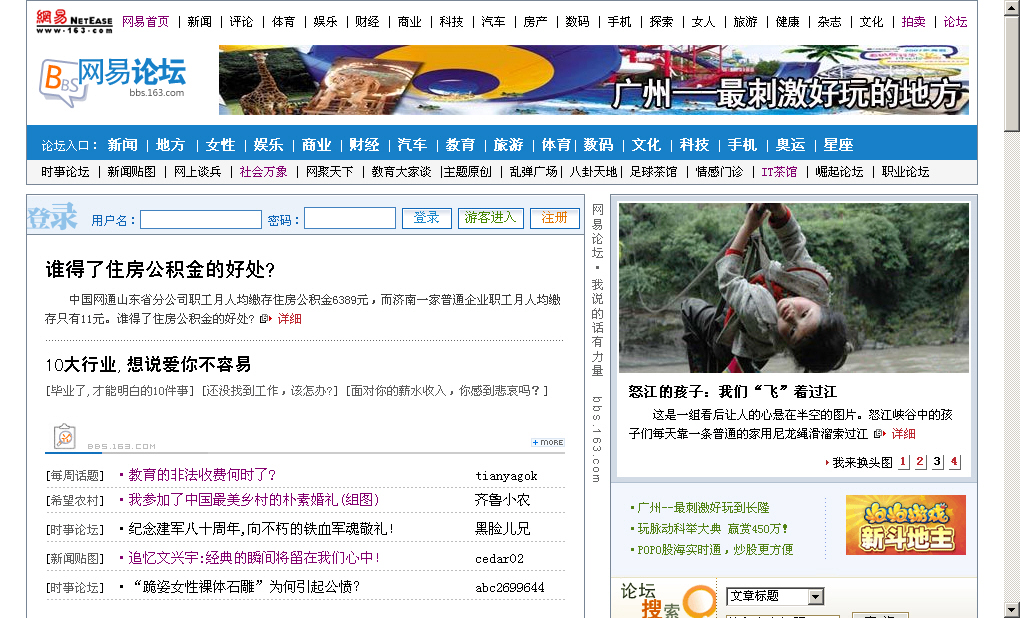 網易 NETEASE
www.163.com
网易首页 | 新闻 | 评论 | 体育 | 娱乐 | 财经 | 商业 | 科技 | 汽车 | 房产 | 数码 | 手机 | 探索 | 女人 | 旅游 | 健康 | 杂志 | 文化 | 拍卖 | 论坛
BBS 网易论坛
bbs.163.com
广州——最刺激好玩的地方
论坛入口： 新闻 | 地方 | 女性 | 娱乐 | 商业 | 财经 | 汽车 | 教育 | 旅游 | 体育 | 数码 | 文化 | 科技 | 手机 | 奥运 | 星座
时事论坛 | 新闻贴图 | 网上谈兵 | 社会万象 | 网聚天下 | 教育大家谈 |主题原创 | 乱弹广场| 八卦天地| 足球茶馆 | 情感门诊 | IT茶馆 | 崛起论坛 | 职业论坛
登录 用户名： 密码： 登录 游客进入 注册
谁得了住房公积金的好处?
中国网通山东省分公司职工月人均缴存住房公积金6389元，而济南一家普通企业职工月人均缴
存只有11元。谁得了住房公积金的好处? 详细
10大行业, 想说爱你不容易
[毕业了,才能明白的10件事] [还没找到工作，该怎办?] [面对你的薪水收入，你感到悲哀吗？]
BBS.163.COM
+MORE
[每周话题] ·教育的非法收费何时了? tianyagok
[希望农村] ·我参加了中国最美乡村的朴素婚礼(组图) 齐鲁小农
[时事论坛] ·纪念建军八十周年,向不朽的铁血军魂敬礼! 黑脸儿兄
[新闻贴图] ·追忆文兴宇:经典的瞬间将留在我们心中! cedar02
[时事论坛] ·“跪姿女性裸体石雕”为何引起公愤? abc2699644
网易论坛·我说的话有力量 bbs.163.com
怒江的孩子：我们“飞”着过江
这是一组看后让人的心悬在半空的图片。怒江峡谷中的孩
子们每天靠一条普通的家用尼龙绳滑溜索过江 详细
我来换头图 1 2 3 4
·广州--最刺激好玩到长隆
·玩脉动科举大典 赢赏450万!
·POPO股海实时通，炒股更方便
泡泡游戏
新斗地主
论坛
搜索
文章标题